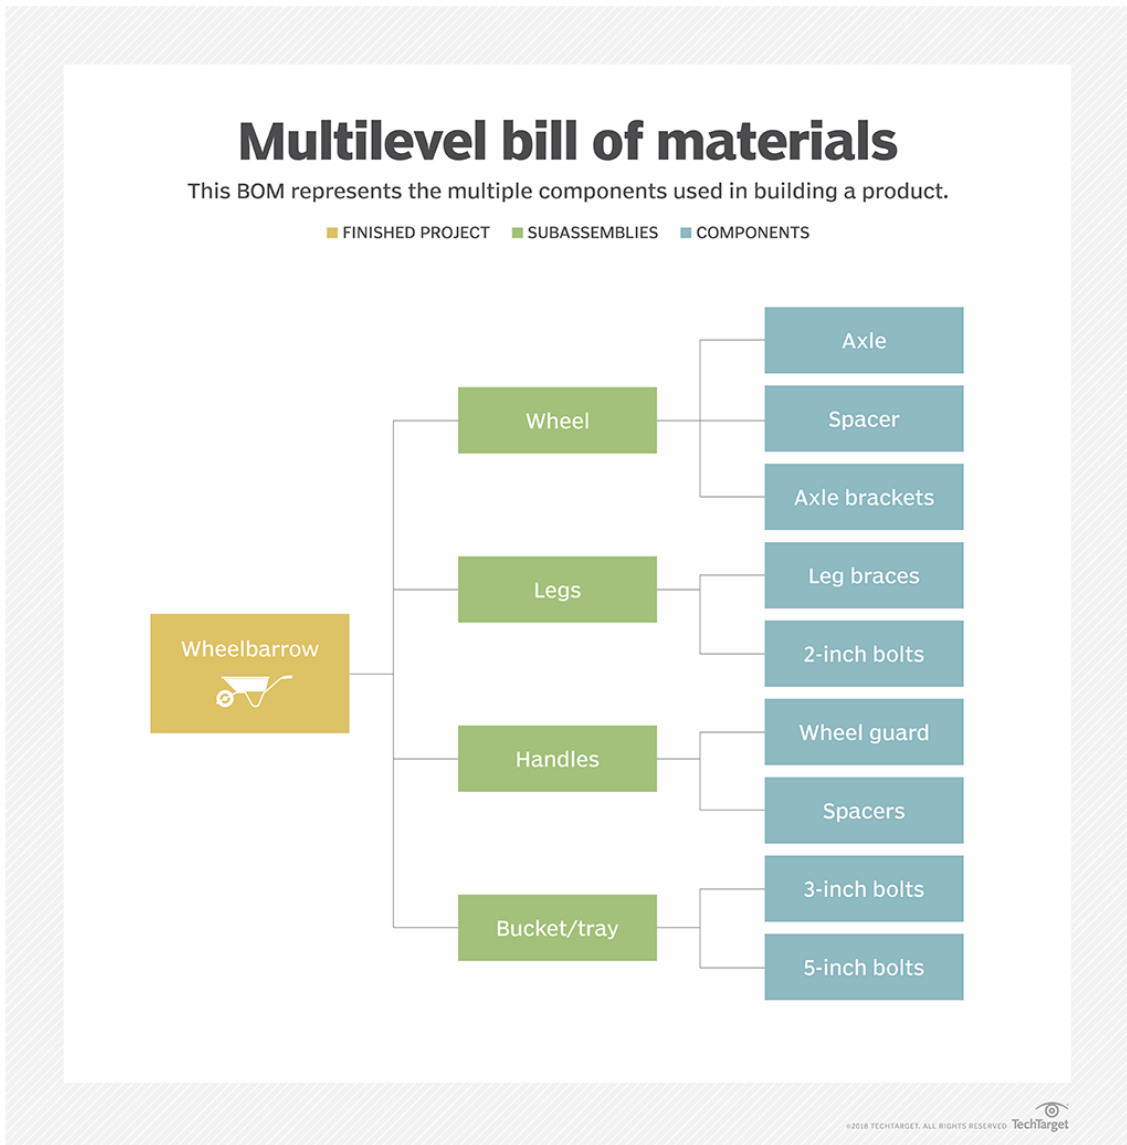 Multilevel bill of materials
This BOM represents the multiple components used in building a product.
FINISHED PROJECT SUBASSEMBLIES COMPONENTS
Axle
Wheel
Spacer
Axle brackets
Leg braces
Legs
2-inch bolts
Wheelbarrow
Wheel guard
Handles
Spacers
3-inch bolts
Bucket/tray
5-inch bolts
©2018 TECHTARGET. ALL RIGHTS RESERVED TechTarget